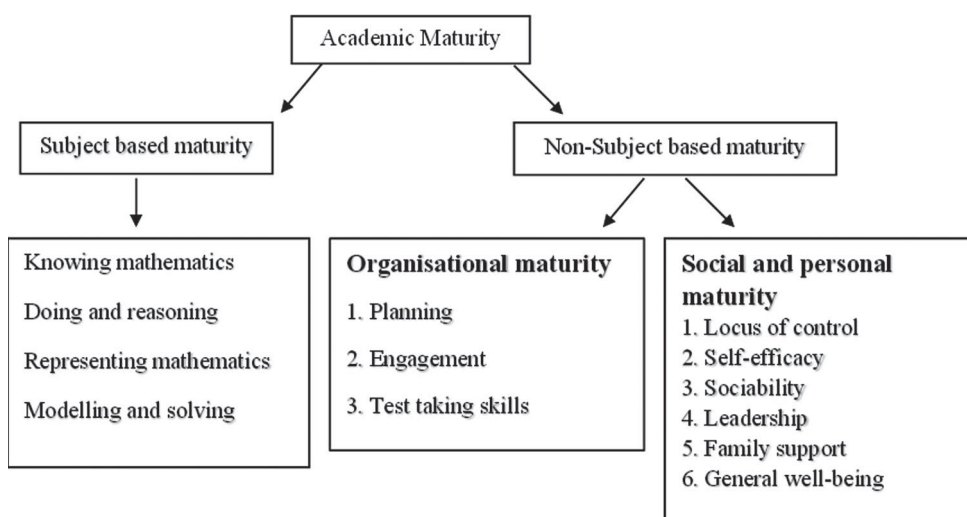 Academic Maturity
Subject based maturity
Non-Subject based maturity
Knowing mathematics
Doing and reasoning
Representing mathematics
Modelling and solving
Organisational maturity
1. Planning
2. Engagement
3. Test taking skills
Social and personal
maturity
1. Locus of control
2. Self-efficacy
3. Sociability
4. Leadership
5. Family support
6. General well-being